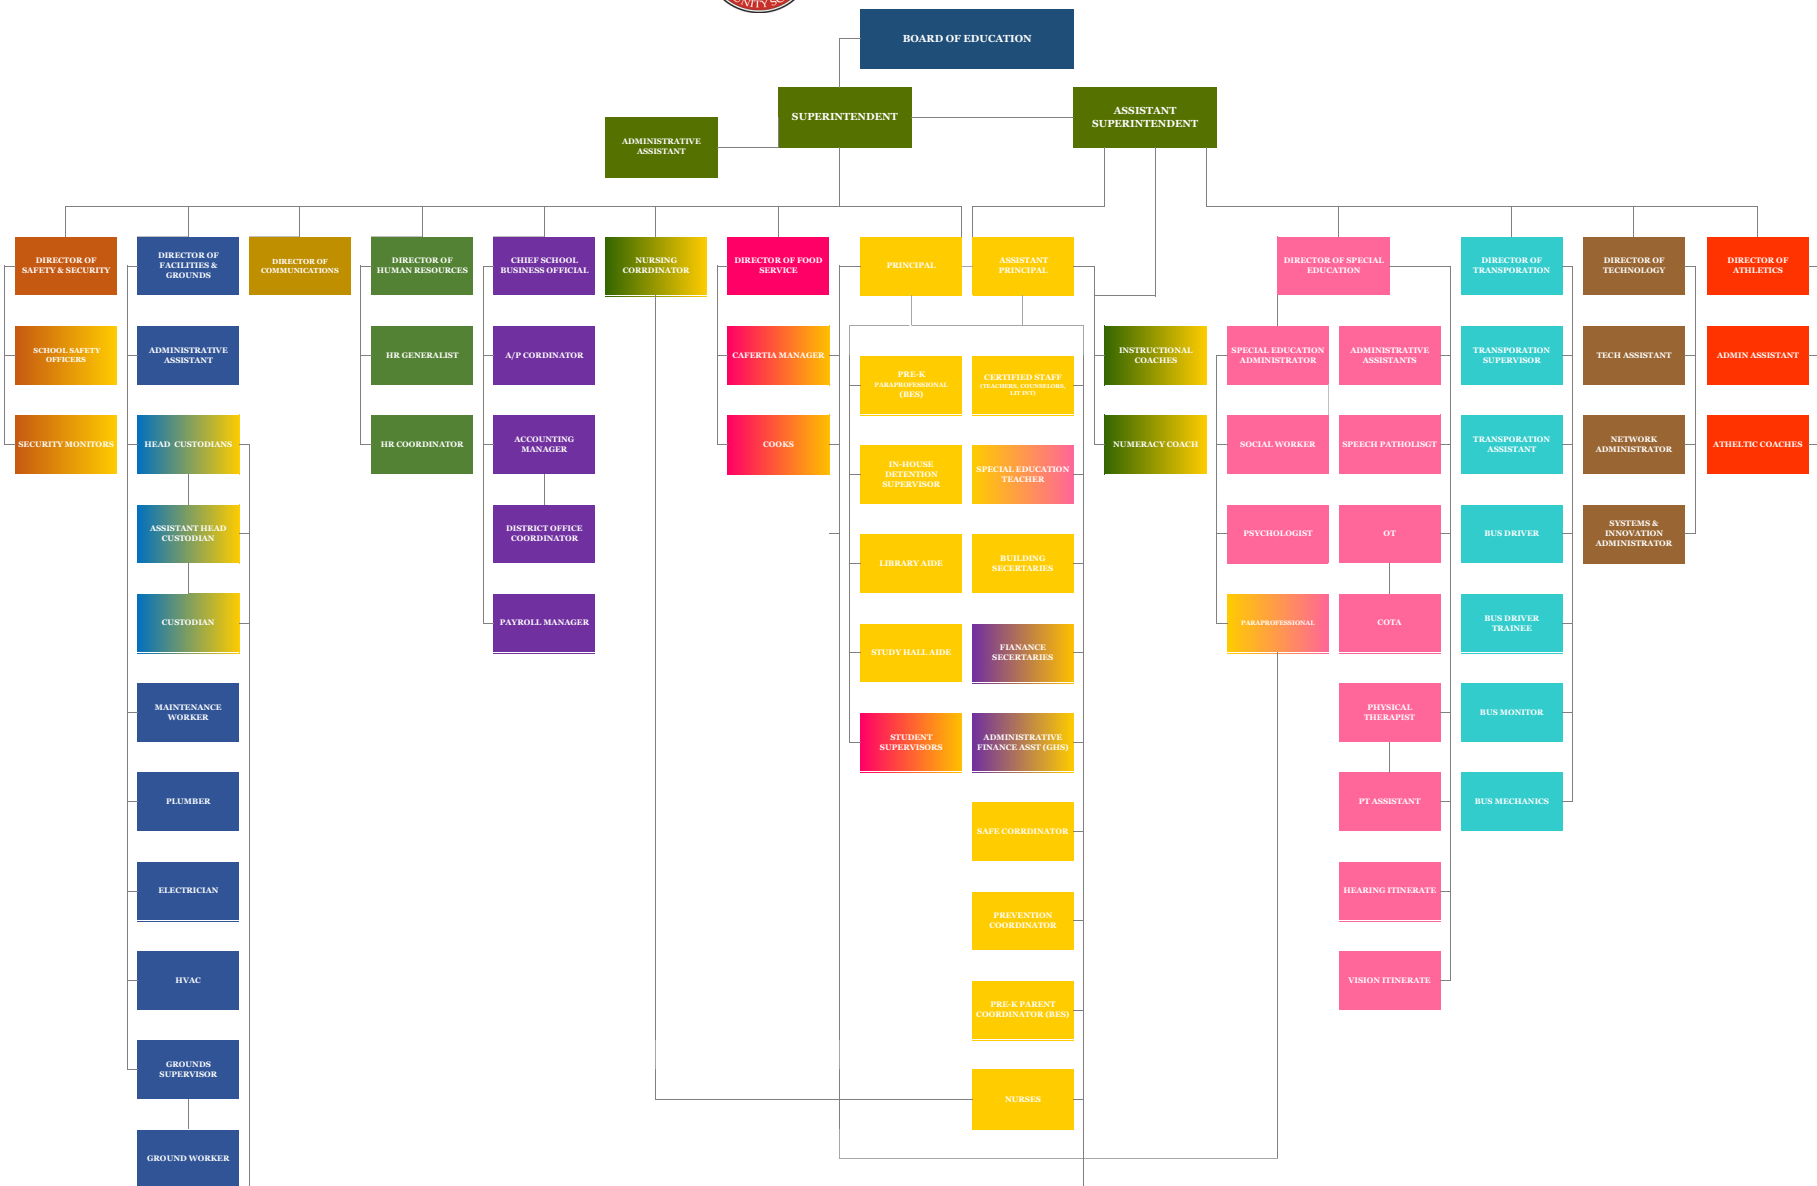 UNITY SC
BOARD OF EDUCATION
SUPERINTENDENT
ASSISTANT
SUPERINTENDENT
ADMINISTRATIVE
ASSISTANT
DIRECTOR OF
SAFETY & SECURITY
DIRECTOR OF
FACILITIES &
GROUNDS
DIRECTOR OF
COMMUNICATIONS
DIRECTOR OF
HUMAN RESOURCES
CHIEF SCHOOL
BUSINESS OFFICIAL
NURSING
CORRDINATOR
DIRECTOR OF FOOD
SERVICE
PRINCIPAL
ASSISTANT
PRINCIPAL
DIRECTOR OF SPECIAL
EDUCATION
DIRECTOR OF
TRANSPORATION
DIRECTOR OF
TECHNOLOGY
DIRECTOR OF
ATHLETICS
SCHOOL SAFETY
OFFICERS
ADMINISTRATIVE
ASSISTANT
HR GENERALIST
A/P CORDINATOR
CAFERTIA MANAGER
PRE-K
PARAPROFESSIONAL
(BES)
CERTIFIED STAFF
(TEACHERS, COUNSELORS,
LIT INT)
INSTRUCTIONAL
COACHES
SPECIAL EDUCATION
ADMINISTRATOR
ADMINISTRATIVE
ASSISTANTS
TRANSPORATION
SUPERVISOR
TECH ASSISTANT
ADMIN ASSISTANT
SECURITY MONITORS
HEAD CUSTODIANS
HR COORDINATOR
ACCOUNTING
MANAGER
COOKS
IN-HOUSE
DETENTION
SUPERVISOR
SPECIAL EDUCATION
TEACHER
NUMERACY COACH
SOCIAL WORKER
SPEECH PATHOLISGT
TRANSPORATION
ASSISTANT
NETWORK
ADMINISTRATOR
ATHELTIC COACHES
ASSISTANT HEAD
CUSTODIAN
DISTRICT OFFICE
COORDINATOR
LIBRARY AIDE
BUILDING
SECERTARIES
PSYCHOLOGIST
OT
BUS DRIVER
SYSTEMS &
INNOVATION
ADMINISTRATOR
CUSTODIAN
PAYROLL MANAGER
STUDY HALL AIDE
FIANANCE
SECERTARIES
PARAPROFESSIONAL
COTA
BUS DRIVER
TRAINEE
MAINTENANCE
WORKER
STUDENT
SUPERVISORS
ADMINISTRATIVE
FINANCE ASST (GHS)
PHYSICAL
THERAPIST
BUS MONITOR
PLUMBER
SAFE CORRDINATOR
PT ASSISTANT
BUS MECHANICS
ELECTRICIAN
PREVENTION
COORDINATOR
HEARING ITINERATE
HVAC
PRE-K PARENT
COORDINATOR (BES)
VISION ITINERATE
GROUNDS
SUPERVISOR
NURSES
GROUND WORKER